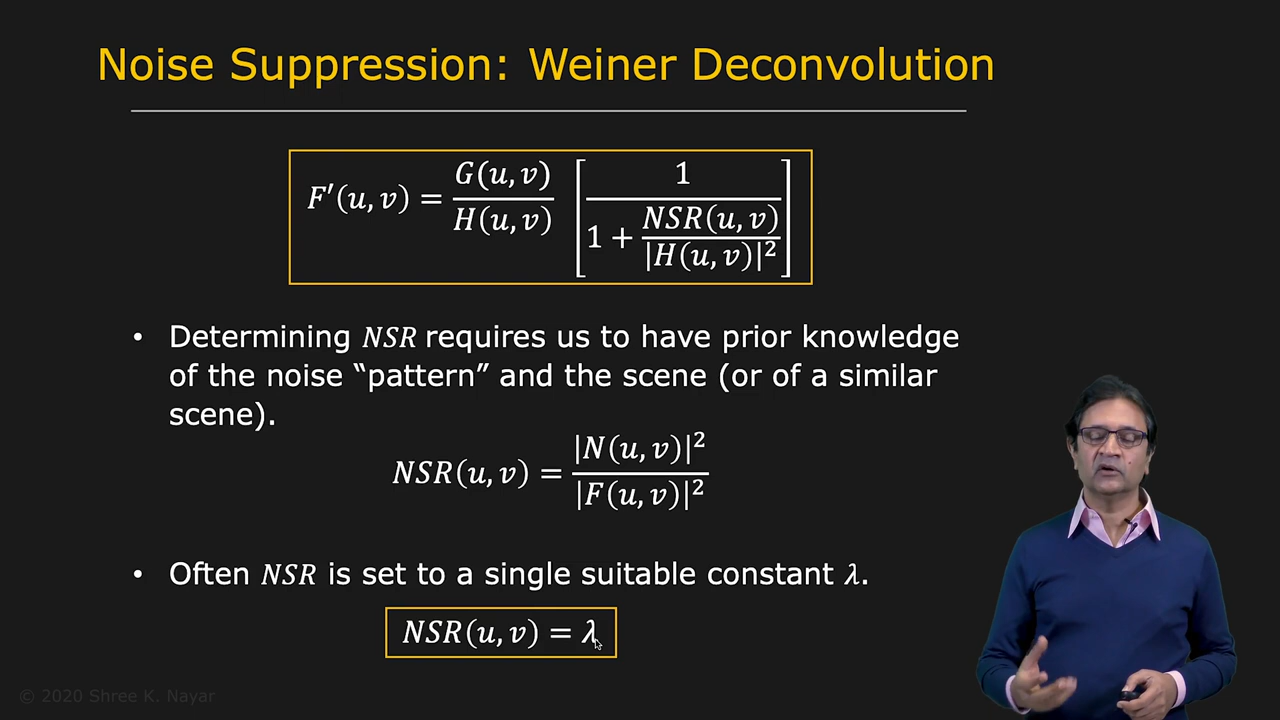 Noise Suppression: Weiner Deconvolution
F′(u, v) = G(u, v) / H(u, v) [ 1 / (1 + NSR(u, v) / |H(u, v)|²) ]
• Determining NSR requires us to have prior knowledge
of the noise “pattern” and the scene (or of a similar
scene).
NSR(u, v) = |N(u, v)|² / |F(u, v)|²
• Often NSR is set to a single suitable constant λ.
NSR(u, v) = λ
© 2020 Shree K. Nayar